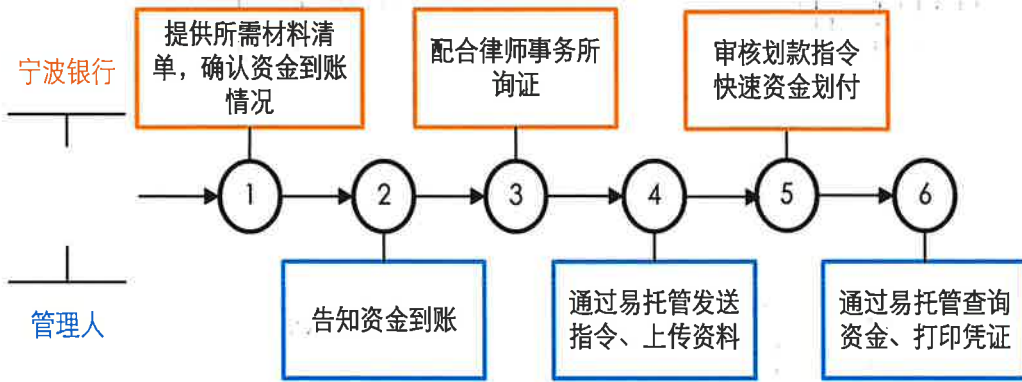 宁波银行
提供所需材料清
单，确认资金到账
情况
配合律师事务所
询证
审核划款指令
快速资金划付
1
2
3
4
5
6
管理人
告知资金到账
通过易托管发送
指令、上传资料
通过易托管查询
资金、打印凭证